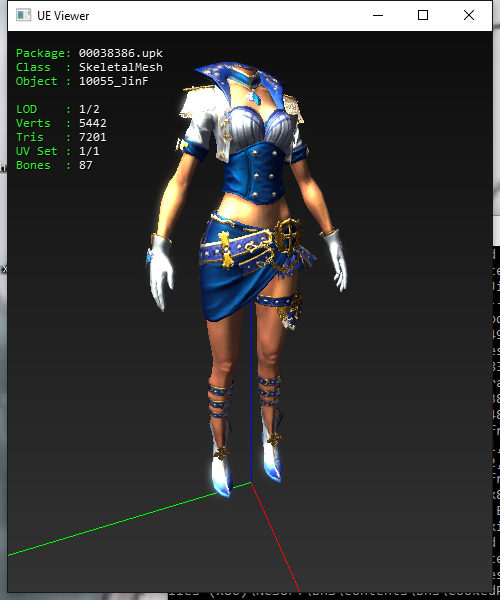 UE Viewer
Package: 00038386.upk
Class : SkeletalMesh
Object : 10055_JinF
LOD : 1/2
Verts : 5442
Tris : 7201
UV Set : 1/1
Bones : 87